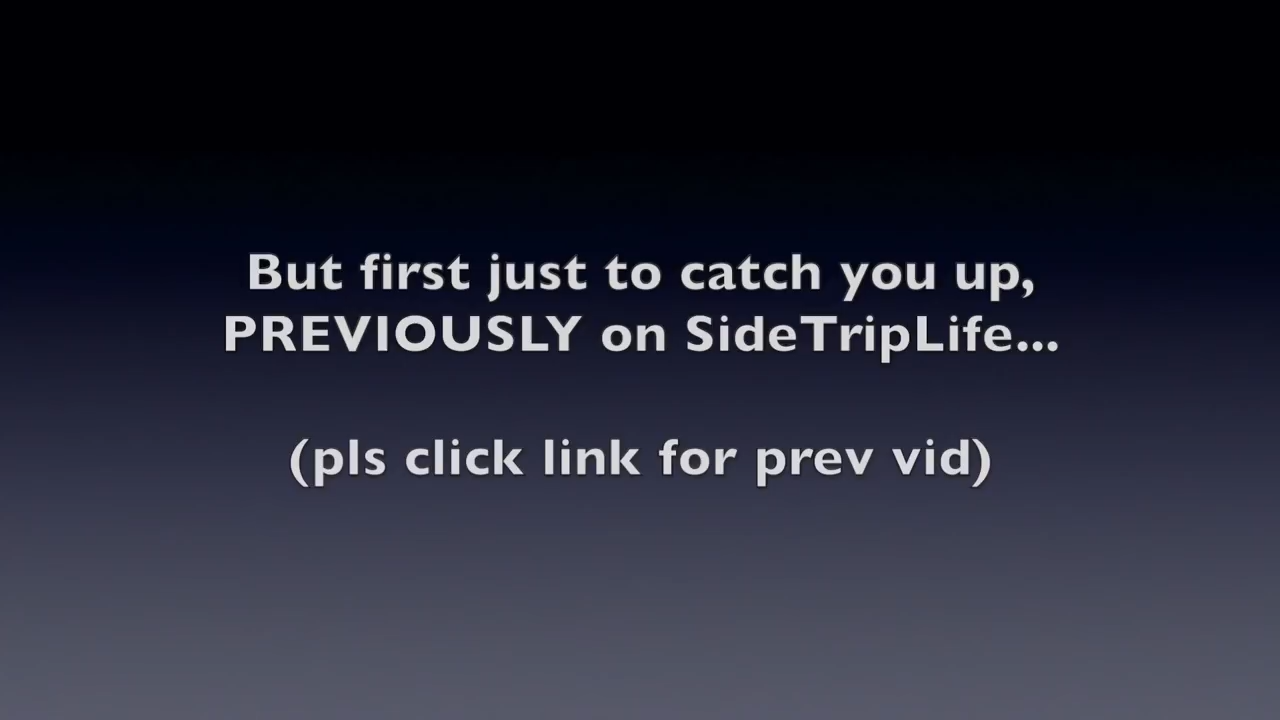 But first just to catch you up,
PREVIOUSLY on SideTripLife...
(pls click link for prev vid)